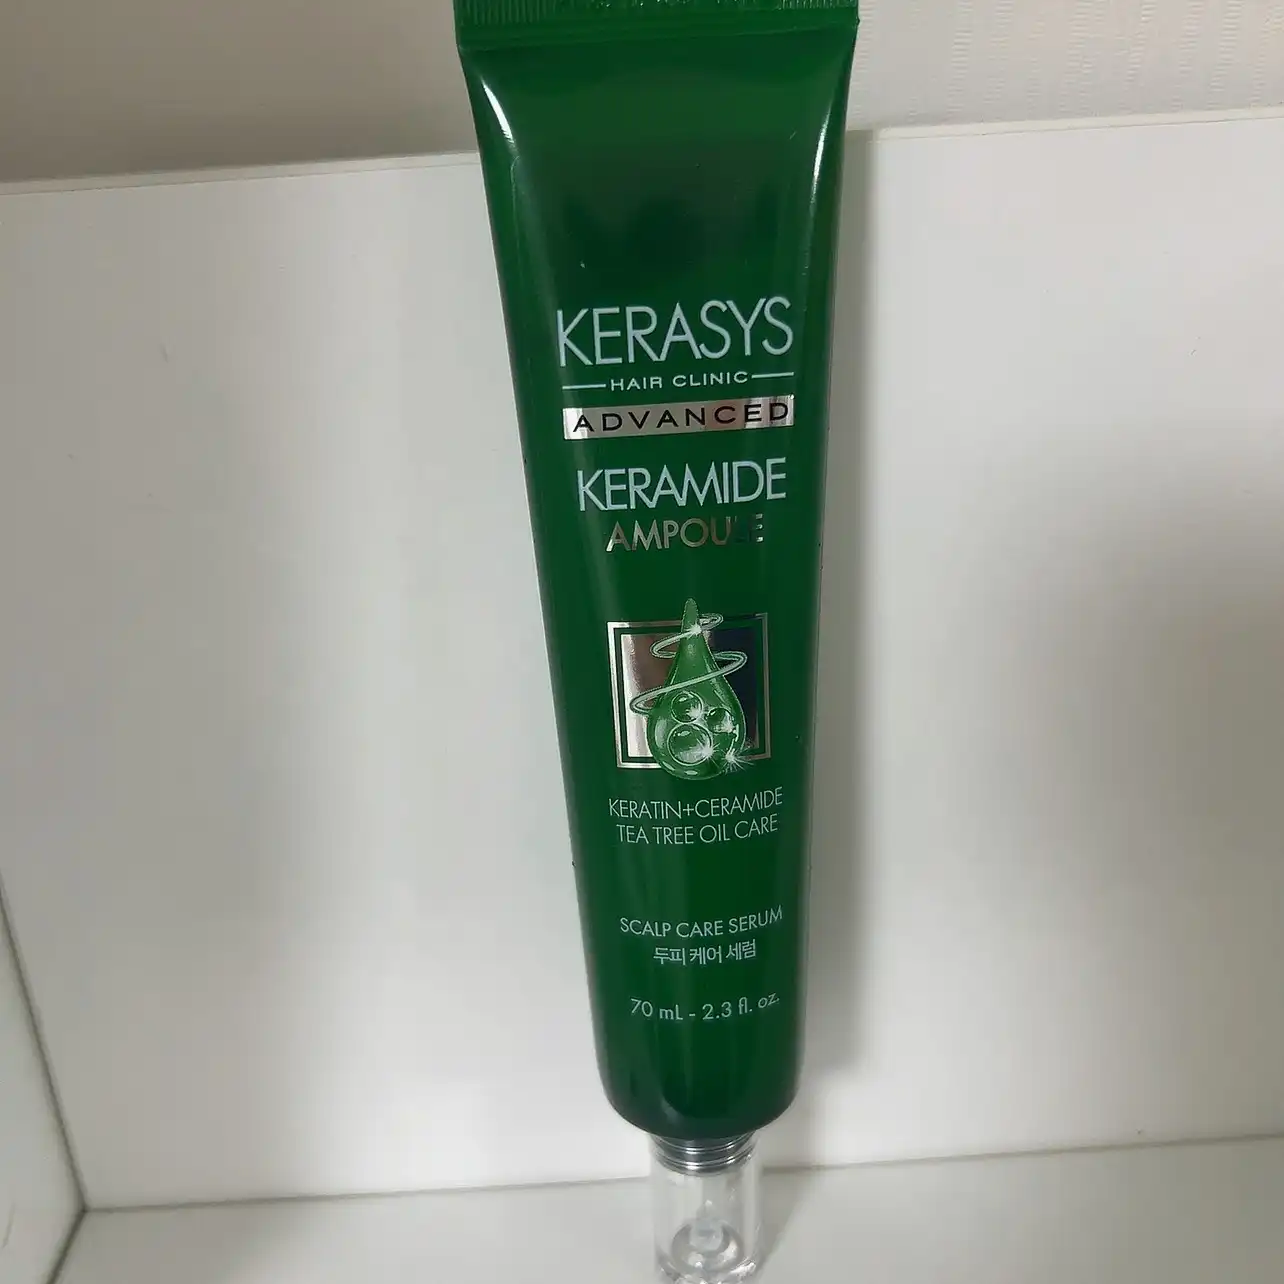 KERASYS
HAIR CLINIC
ADVANCED
KERAMIDE
AMPOULE
KERATIN+CERAMIDE
TEA TREE OIL CARE
SCALP CARE SERUM
두피 케어 세럼
70 mL - 2.3 fl. oz.